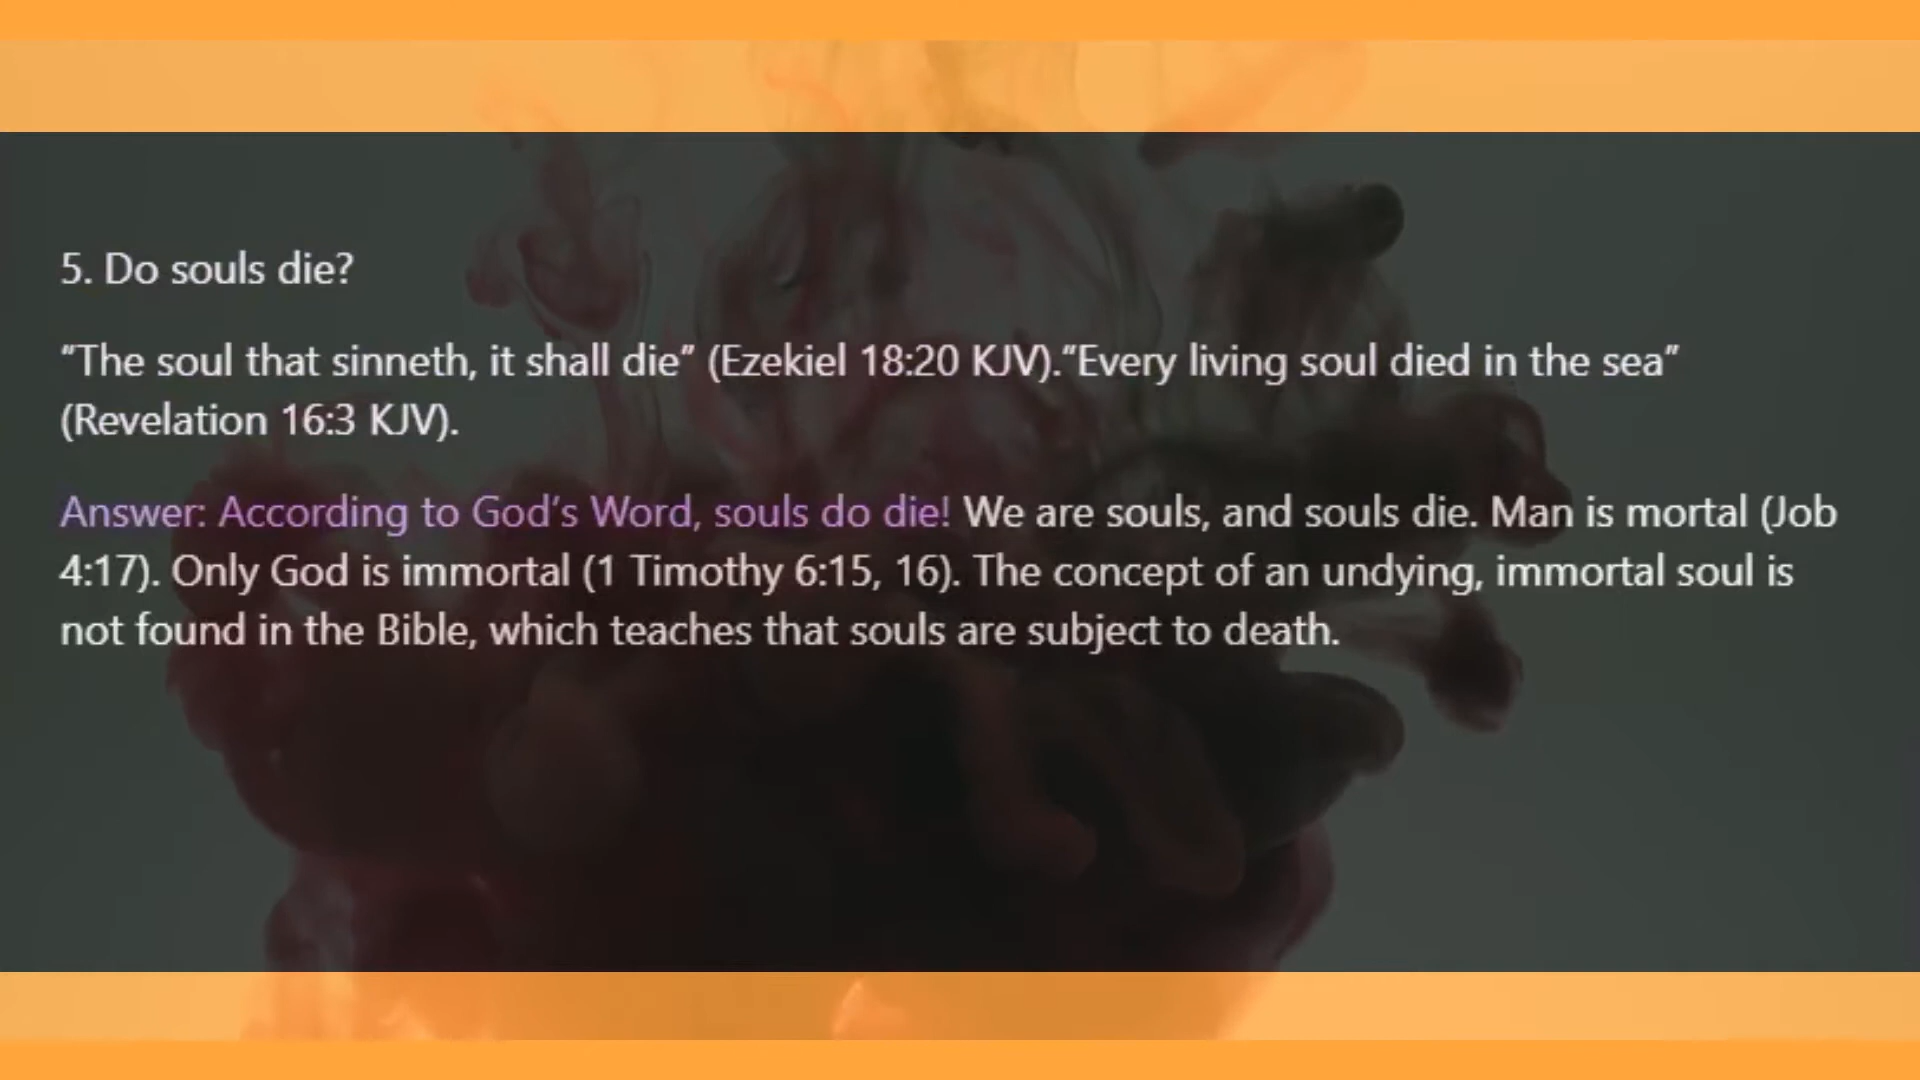 5. Do souls die?
“The soul that sinneth, it shall die” (Ezekiel 18:20 KJV).“Every living soul died in the sea”
(Revelation 16:3 KJV).
Answer: According to God’s Word, souls do die! We are souls, and souls die. Man is mortal (Job
4:17). Only God is immortal (1 Timothy 6:15, 16). The concept of an undying, immortal soul is
not found in the Bible, which teaches that souls are subject to death.